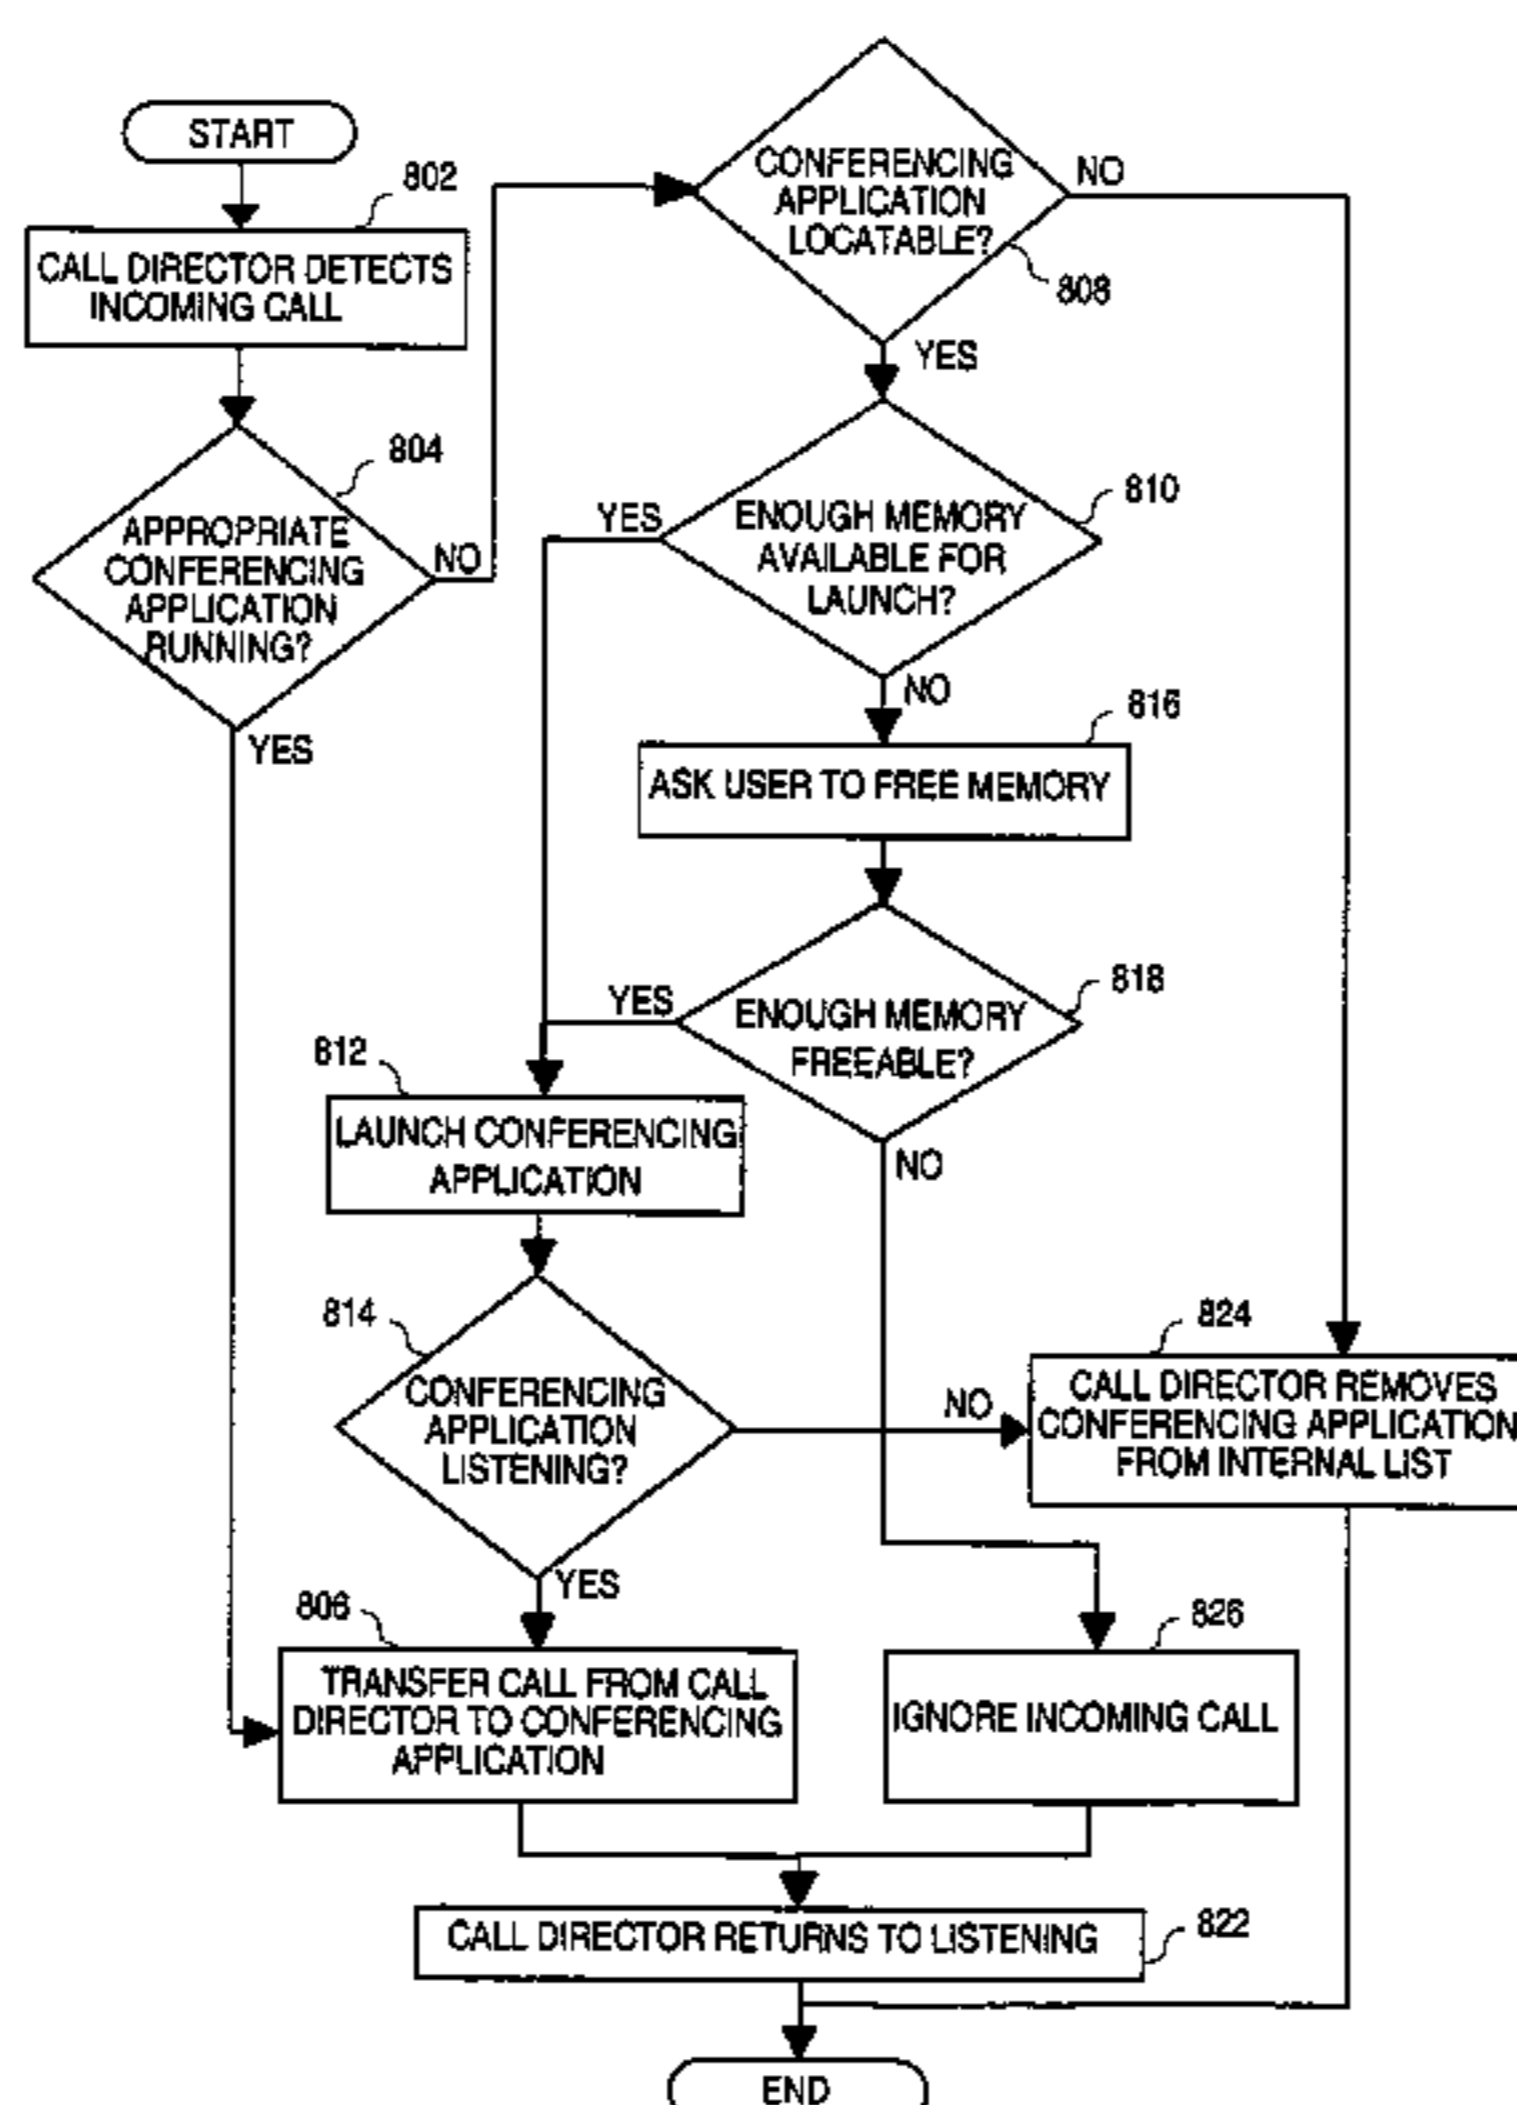 START
802
CALL DIRECTOR DETECTS
INCOMING CALL
804
APPROPRIATE
CONFERENCING
APPLICATION
RUNNING?
NO
YES
CONFERENCING
APPLICATION
LOCATABLE?
NO
808
YES
810
ENOUGH MEMORY
AVAILABLE FOR
LAUNCH?
YES
NO
816
ASK USER TO FREE MEMORY
818
ENOUGH MEMORY
FREEABLE?
YES
NO
812
LAUNCH CONFERENCING
APPLICATION
814
CONFERENCING
APPLICATION
LISTENING?
NO
YES
824
CALL DIRECTOR REMOVES
CONFERENCING APPLICATION
FROM INTERNAL LIST
806
TRANSFER CALL FROM CALL
DIRECTOR TO CONFERENCING
APPLICATION
826
IGNORE INCOMING CALL
CALL DIRECTOR RETURNS TO LISTENING
822
END